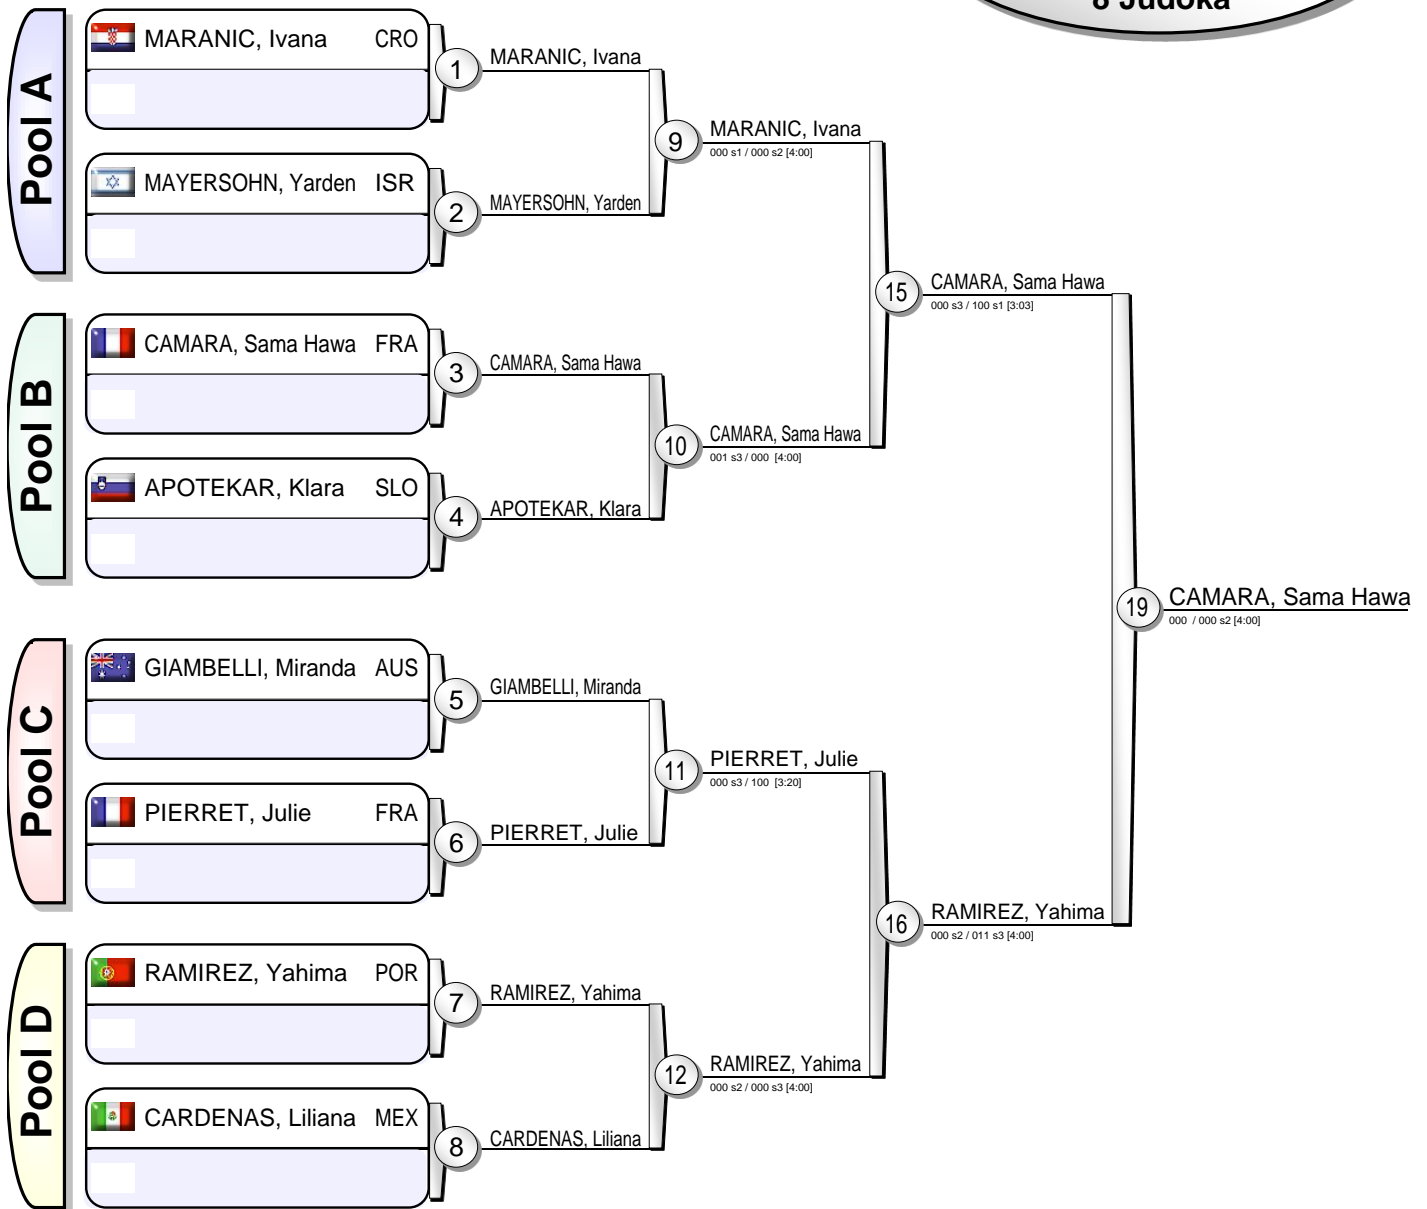 8 Judoka
Pool A
MARANIC, Ivana CRO
1
MARANIC, Ivana
MAYERSOHN, Yarden ISR
2
MAYERSOHN, Yarden
9
MARANIC, Ivana
000 s1 / 000 s2 [4:00]
Pool B
CAMARA, Sama Hawa FRA
3
CAMARA, Sama Hawa
APOTEKAR, Klara SLO
4
APOTEKAR, Klara
10
CAMARA, Sama Hawa
001 s3 / 000 [4:00]
15
CAMARA, Sama Hawa
000 s3 / 100 s1 [3:03]
Pool C
GIAMBELLI, Miranda AUS
5
GIAMBELLI, Miranda
PIERRET, Julie FRA
6
PIERRET, Julie
11
PIERRET, Julie
000 s3 / 100 [3:20]
Pool D
RAMIREZ, Yahima POR
7
RAMIREZ, Yahima
CARDENAS, Liliana MEX
8
CARDENAS, Liliana
12
RAMIREZ, Yahima
000 s2 / 000 s3 [4:00]
16
RAMIREZ, Yahima
000 s2 / 011 s3 [4:00]
19
CAMARA, Sama Hawa
000 / 000 s2 [4:00]